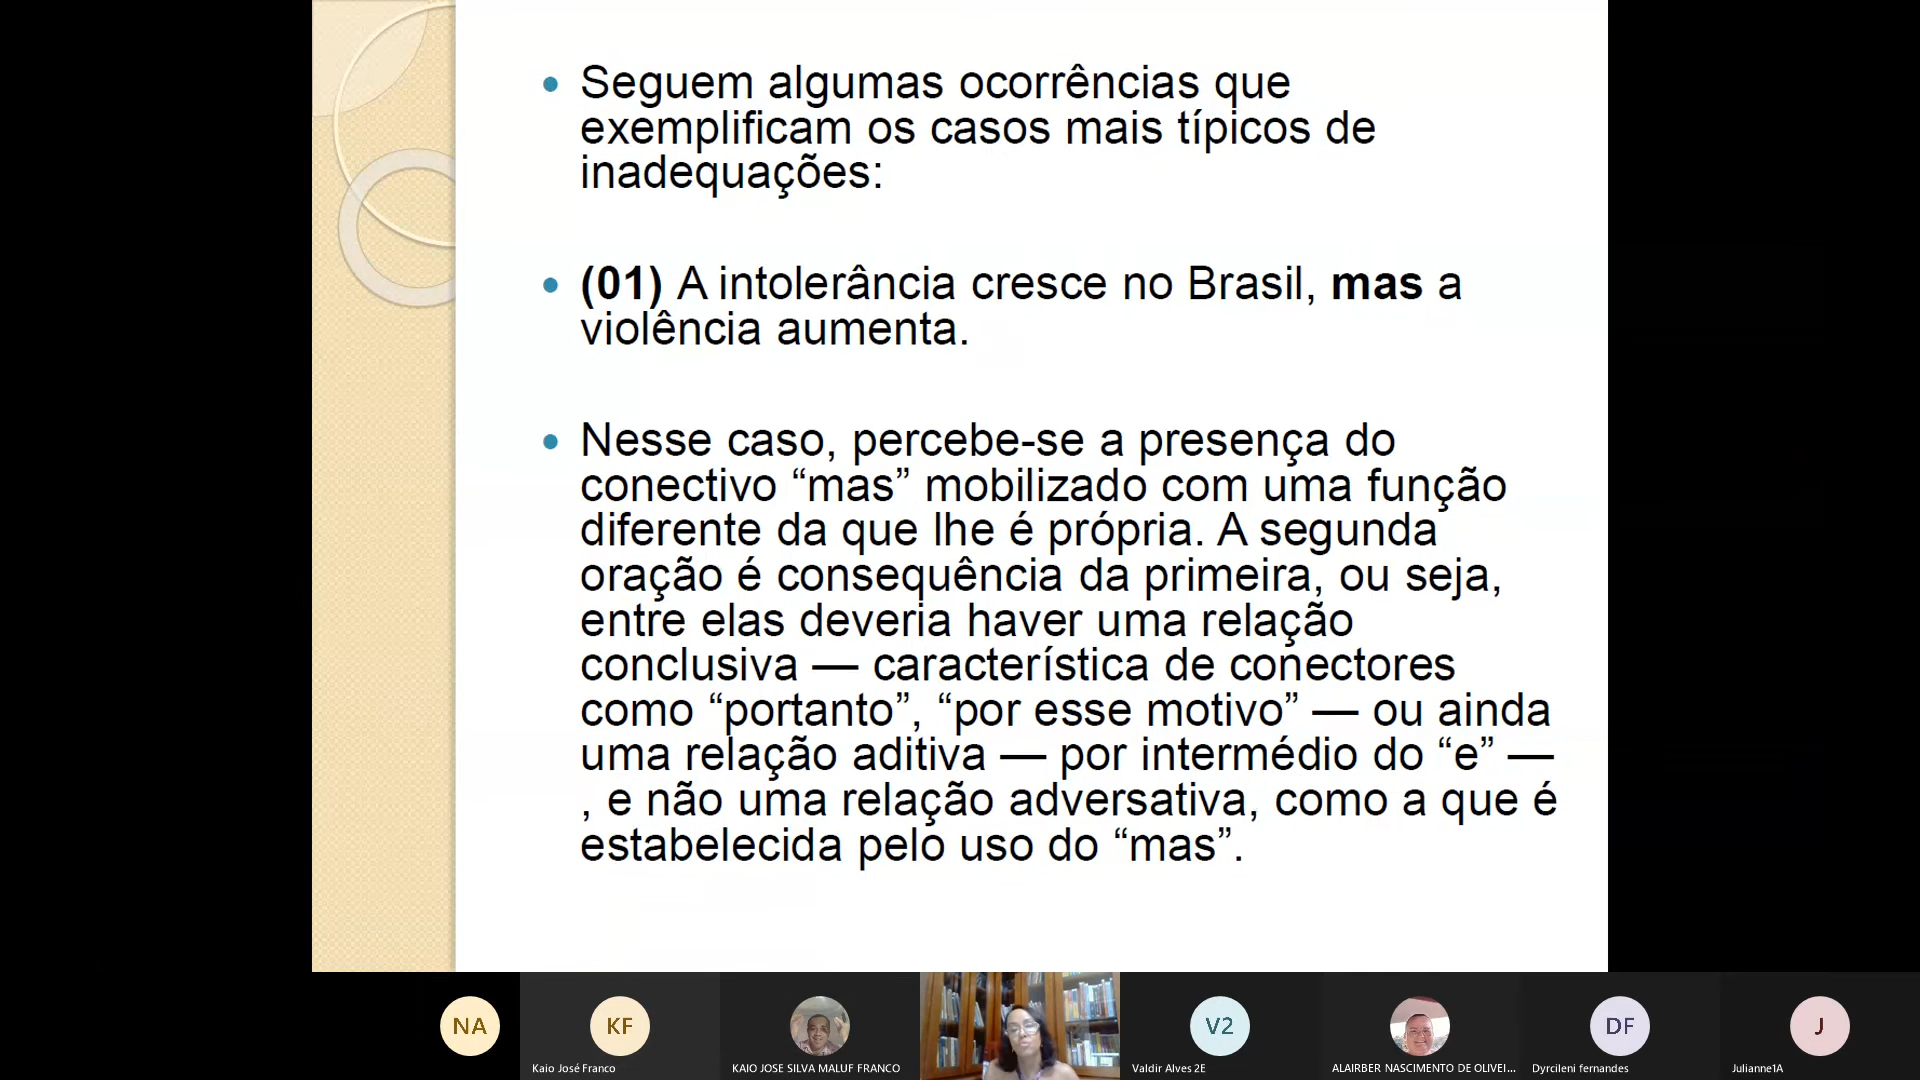 Seguem algumas ocorrências que
exemplificam os casos mais típicos de
inadequações:
(01) A intolerância cresce no Brasil, mas a
violência aumenta.
Nesse caso, percebe-se a presença do
conectivo “mas” mobilizado com uma função
diferente da que lhe é própria. A segunda
oração é consequência da primeira, ou seja,
entre elas deveria haver uma relação
conclusiva — característica de conectores
como “portanto”, “por esse motivo” — ou ainda
uma relação aditiva — por intermédio do “e” —
, e não uma relação adversativa, como a que é
estabelecida pelo uso do “mas”.
NA
KF
V2
DF
J
Kaio José Franco
KAIO JOSE SILVA MALUF FRANCO
Valdir Alves 2E
ALAIRBER NASCIMENTO DE OLIVEI...
Dyrcileni fernandes
Julianne1A